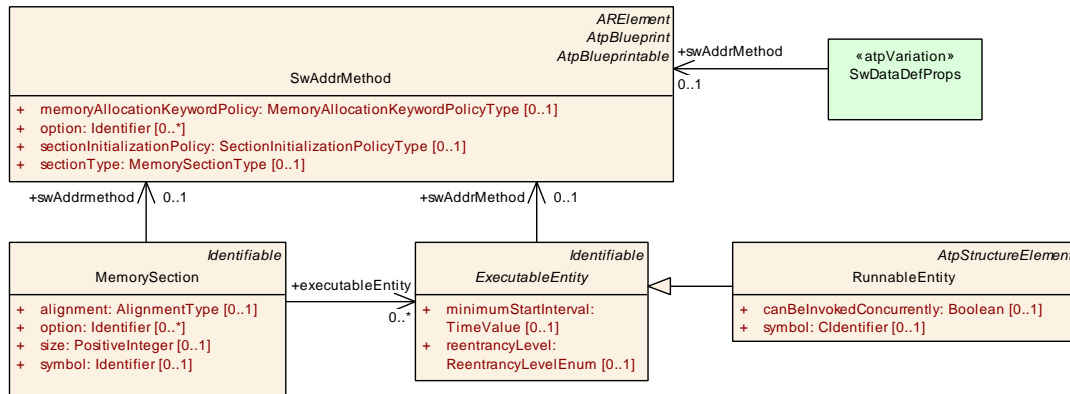 ARElement
AtpBlueprint
AtpBlueprintable
SwAddrMethod
+ memoryAllocationKeywordPolicy: MemoryAllocationKeywordPolicyType [0..1]
+ option: Identifier [0..*]
+ sectionInitializationPolicy: SectionInitializationPolicyType [0..1]
+ sectionType: MemorySectionType [0..1]
+swAddrMethod
0..1
«atpVariation»
SwDataDefProps
+swAddrmethod 0..1
+swAddrMethod 0..1
Identifiable
MemorySection
+ alignment: AlignmentType [0..1]
+ option: Identifier [0..*]
+ size: PositiveInteger [0..1]
+ symbol: Identifier [0..1]
+executableEntity
0..*
Identifiable
ExecutableEntity
+ minimumStartInterval:
TimeValue [0..1]
+ reentrancyLevel:
ReentrancyLevelEnum [0..1]
AtpStructureElement
RunnableEntity
+ canBeInvokedConcurrently: Boolean [0..1]
+ symbol: CIdentifier [0..1]